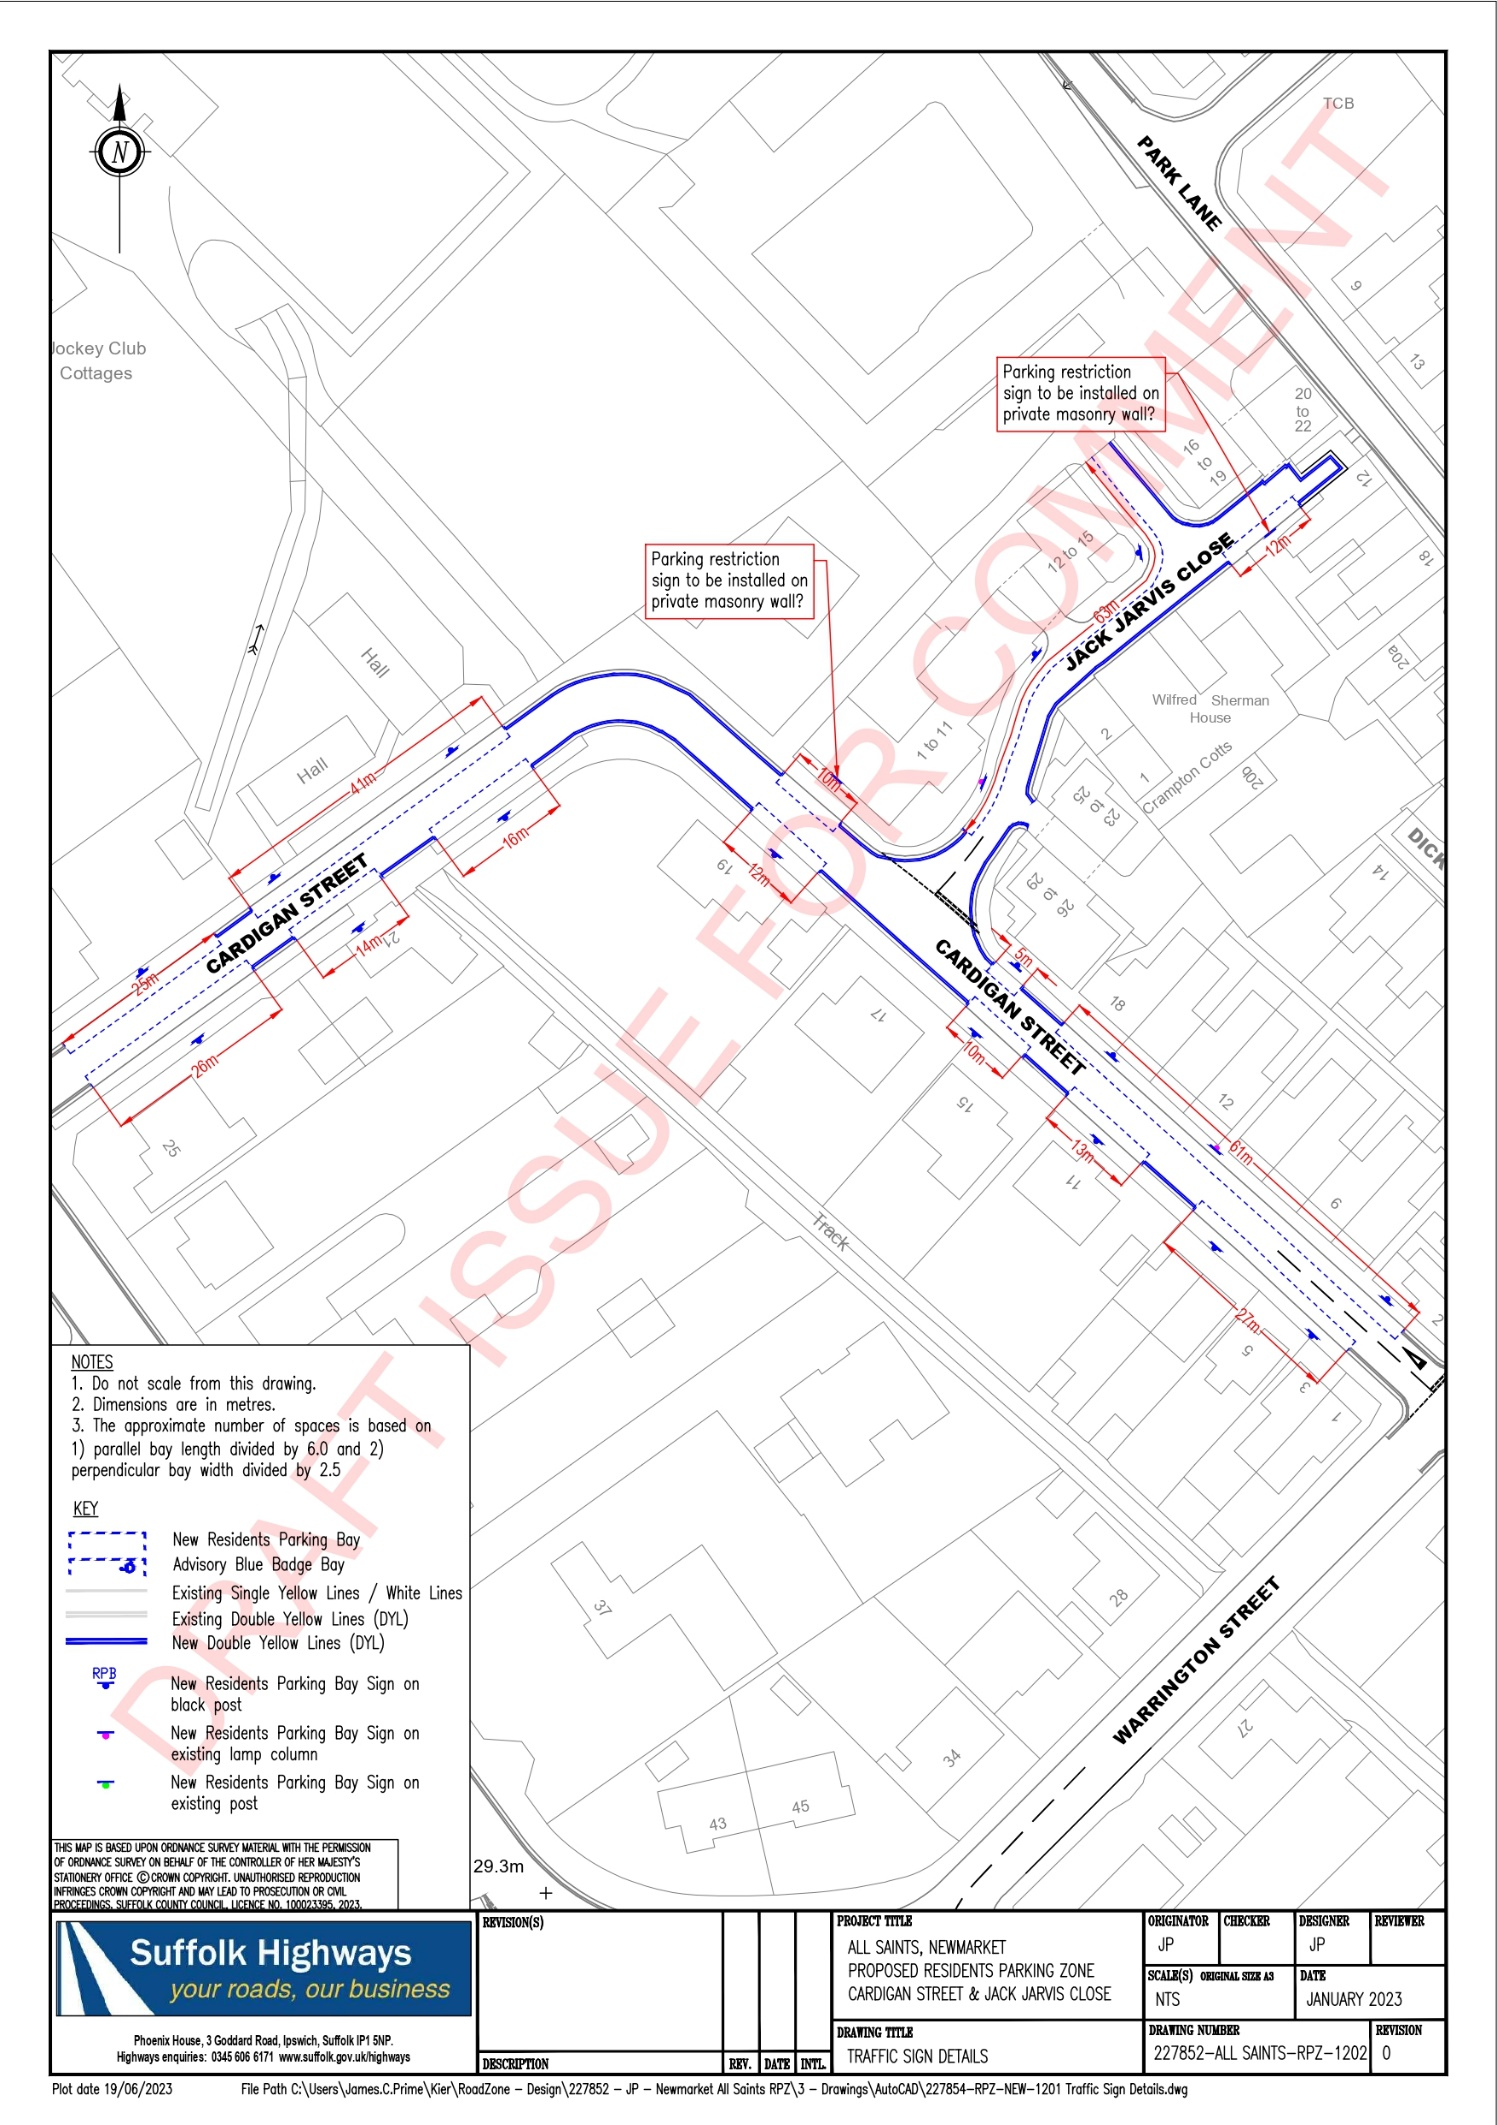 N
TCB
PARK LANE
9
13
Jockey Club
Cottages
Parking restriction
sign to be installed on
private masonry wall?
20
to
22
16
to
19
12
12m
18
12 to 15
JACK JARVIS CLOSE
63m
Parking restriction
sign to be installed on
private masonry wall?
20a
Hall
Wilfred Sherman
House
2
1
Crampton Cotts
20b
1 to 11
Hall
41m
10m
25
to
23
16m
DICK
14
19
12m
29
to
26
CARDIGAN STREET
14m
21
25m
CARDIGAN STREET
5m
18
17
10m
26m
12
15
25
13m
61m
11
9
Track
27m
2
5
3
1
DRAFT ISSUE FOR COMMENT
NOTES
1. Do not scale from this drawing.
2. Dimensions are in metres.
3. The approximate number of spaces is based on
1) parallel bay length divided by 6.0 and 2)
perpendicular bay width divided by 2.5
KEY
New Residents Parking Bay
Advisory Blue Badge Bay
Existing Single Yellow Lines / White Lines
Existing Double Yellow Lines (DYL)
New Double Yellow Lines (DYL)
RPB
New Residents Parking Bay Sign on
black post
New Residents Parking Bay Sign on
existing lamp column
New Residents Parking Bay Sign on
existing post
37
28
WARRINGTON STREET
27
34
43
45
29.3m
THIS MAP IS BASED UPON ORDNANCE SURVEY MATERIAL WITH THE PERMISSION
OF ORDNANCE SURVEY ON BEHALF OF THE CONTROLLER OF HER MAJESTY'S
STATIONERY OFFICE © CROWN COPYRIGHT. UNAUTHORISED REPRODUCTION
INFRINGES CROWN COPYRIGHT AND MAY LEAD TO PROSECUTION OR CIVIL
PROCEEDINGS. SUFFOLK COUNTY COUNCIL. LICENCE NO. 100023395, 2023.
Suffolk Highways
your roads, our business
Phoenix House, 3 Goddard Road, Ipswich, Suffolk IP1 5NP.
Highways enquiries: 0345 606 6171 www.suffolk.gov.uk/highways
REVISION(S)
DESCRIPTION
REV.
DATE
INTL.
PROJECT TITLE
ALL SAINTS, NEWMARKET
PROPOSED RESIDENTS PARKING ZONE
CARDIGAN STREET & JACK JARVIS CLOSE
DRAWING TITLE
TRAFFIC SIGN DETAILS
ORIGINATOR
JP
CHECKER
DESIGNER
JP
REVIEWER
SCALE(S) ORIGINAL SIZE A3
NTS
DATE
JANUARY 2023
DRAWING NUMBER
227852-ALL SAINTS-RPZ-1202
REVISION
0
Plot date 19/06/2023
File Path C:\Users\James.C.Prime\Kier\RoadZone - Design\227852 - JP - Newmarket All Saints RPZ\3 - Drawings\AutoCAD\227854-RPZ-NEW-1201 Traffic Sign Details.dwg